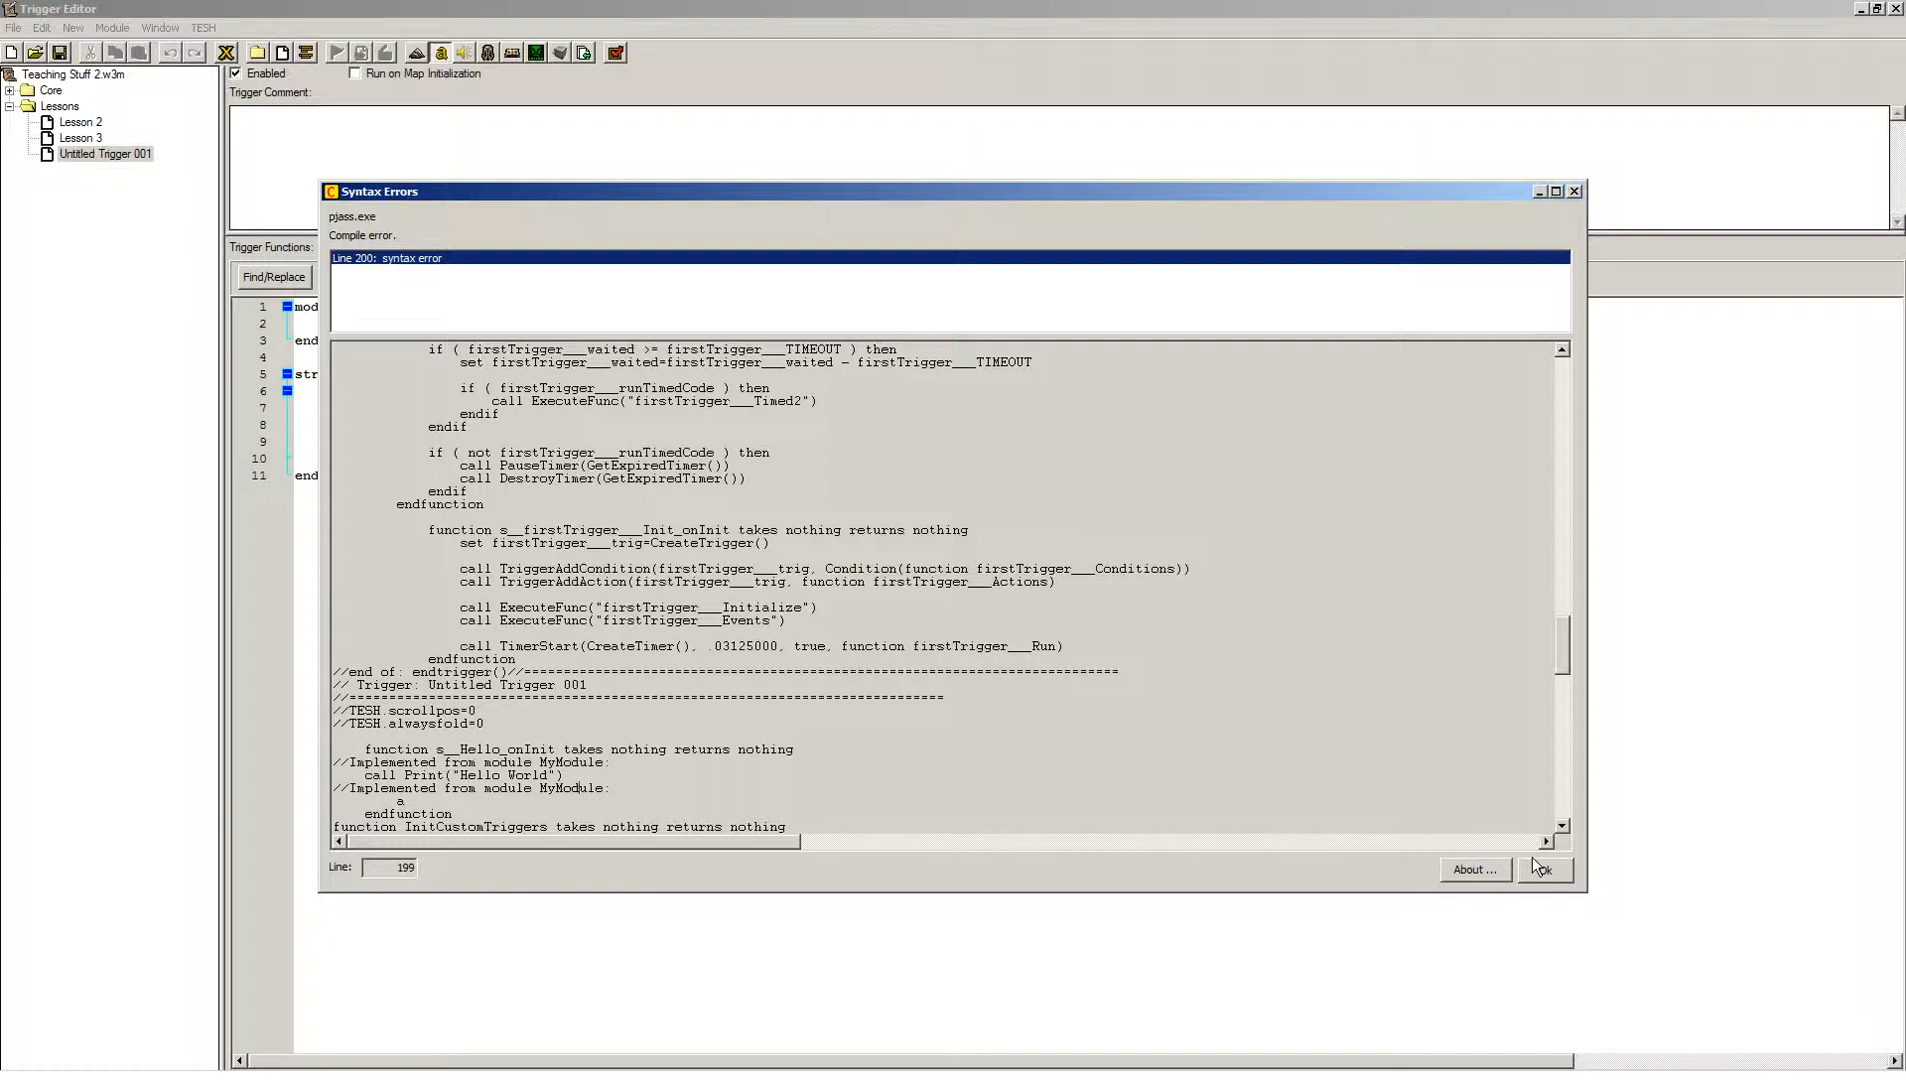 Trigger Editor
File Edit New Module Window TESH
Teaching Stuff 2.w3m
Core
Lessons
Lesson 2
Lesson 3
Untitled Trigger 001
Enabled Run on Map Initialization
Trigger Comment:
Trigger Functions:
Find/Replace
1 mod
2
3 end
4
5 str
6
7
8
9
10
11 end
Syntax Errors
pjass.exe
Compile error.
Line 200: syntax error
if ( firstTrigger___waited >= firstTrigger___TIMEOUT ) then
set firstTrigger___waited=firstTrigger___waited - firstTrigger___TIMEOUT
if ( firstTrigger___runTimedCode ) then
call ExecuteFunc("firstTrigger___Timed2")
endif
endif
if ( not firstTrigger___runTimedCode ) then
call PauseTimer(GetExpiredTimer())
call DestroyTimer(GetExpiredTimer())
endif
endfunction
function s__firstTrigger___Init_onInit takes nothing returns nothing
set firstTrigger___trig=CreateTrigger()
call TriggerAddCondition(firstTrigger___trig, Condition(function firstTrigger___Conditions))
call TriggerAddAction(firstTrigger___trig, function firstTrigger___Actions)
call ExecuteFunc("firstTrigger___Initialize")
call ExecuteFunc("firstTrigger___Events")
call TimerStart(CreateTimer(), .03125000, true, function firstTrigger___Run)
endfunction
//end of: endtrigger()//===========================================================================
// Trigger: Untitled Trigger 001
//===========================================================================
//TESH.scrollpos=0
//TESH.alwaysfold=0
function s__Hello_onInit takes nothing returns nothing
//Implemented from module MyModule:
call Print("Hello World")
//Implemented from module MyModule:
a
endfunction
function InitCustomTriggers takes nothing returns nothing
Line: 199
About ... Ok